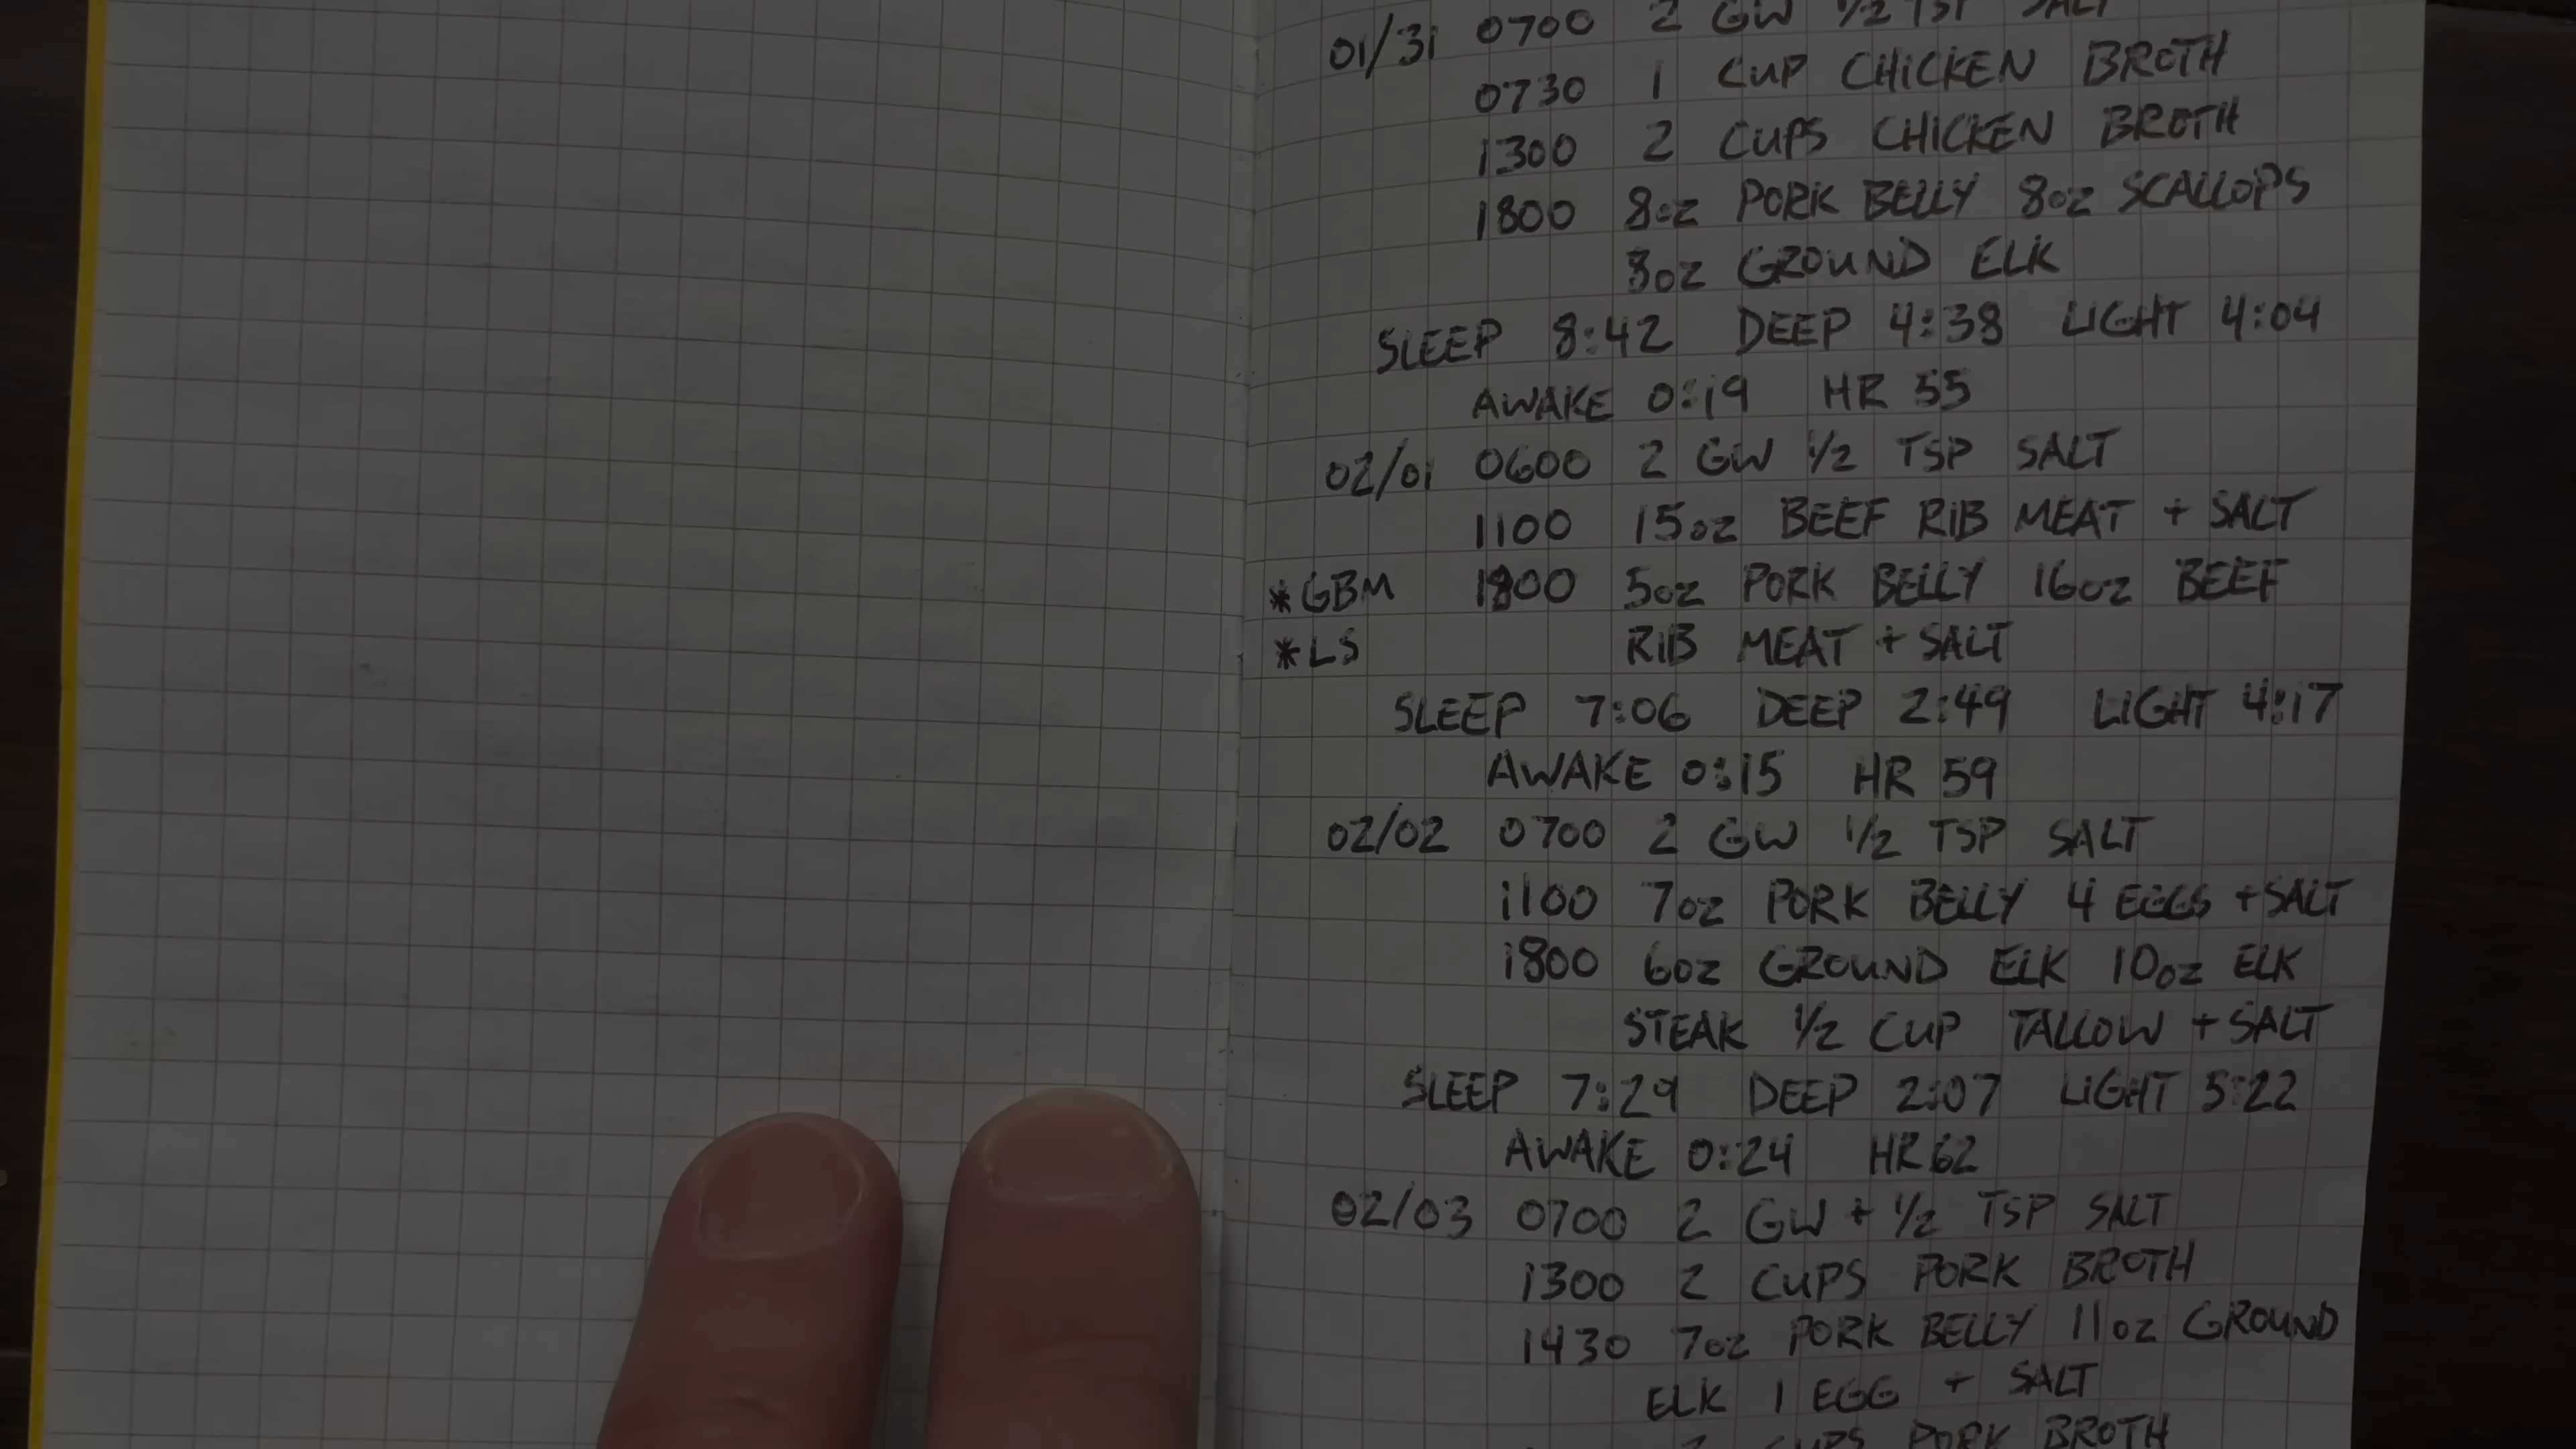 01/31 0700 2 GW 1/2 TSP SALT
0730 1 CUP CHICKEN BROTH
1300 2 CUPS CHICKEN BROTH
1800 8oz PORK BELLY 8oz SCALLOPS
8oz GROUND ELK
SLEEP 8:42 DEEP 4:38 LIGHT 4:04
AWAKE 0:19 HR 55
02/01 0600 2 GW 1/2 TSP SALT
1100 15oz BEEF RIB MEAT + SALT
*GBM 5oz PORK BELLY 16oz BEEF
*LS RIB MEAT + SALT
SLEEP 7:06 DEEP 2:49 LIGHT 4:17
AWAKE 0:15 HR 59
02/02 0700 2 GW 1/2 TSP SALT
1100 7oz PORK BELLY 4 EGGS + SALT
1800 6oz GROUND ELK 10oz ELK
STEAK 1/2 CUP TALLOW + SALT
SLEEP 7:29 DEEP 2:07 LIGHT 5:22
AWAKE 0:24 HR 62
02/03 0700 2 GW + 1/2 TSP SALT
1300 2 CUPS PORK BROTH
1430 7oz PORK BELLY 11oz GROUND
ELK 1 EGG + SALT
CUPS PORK BROTH